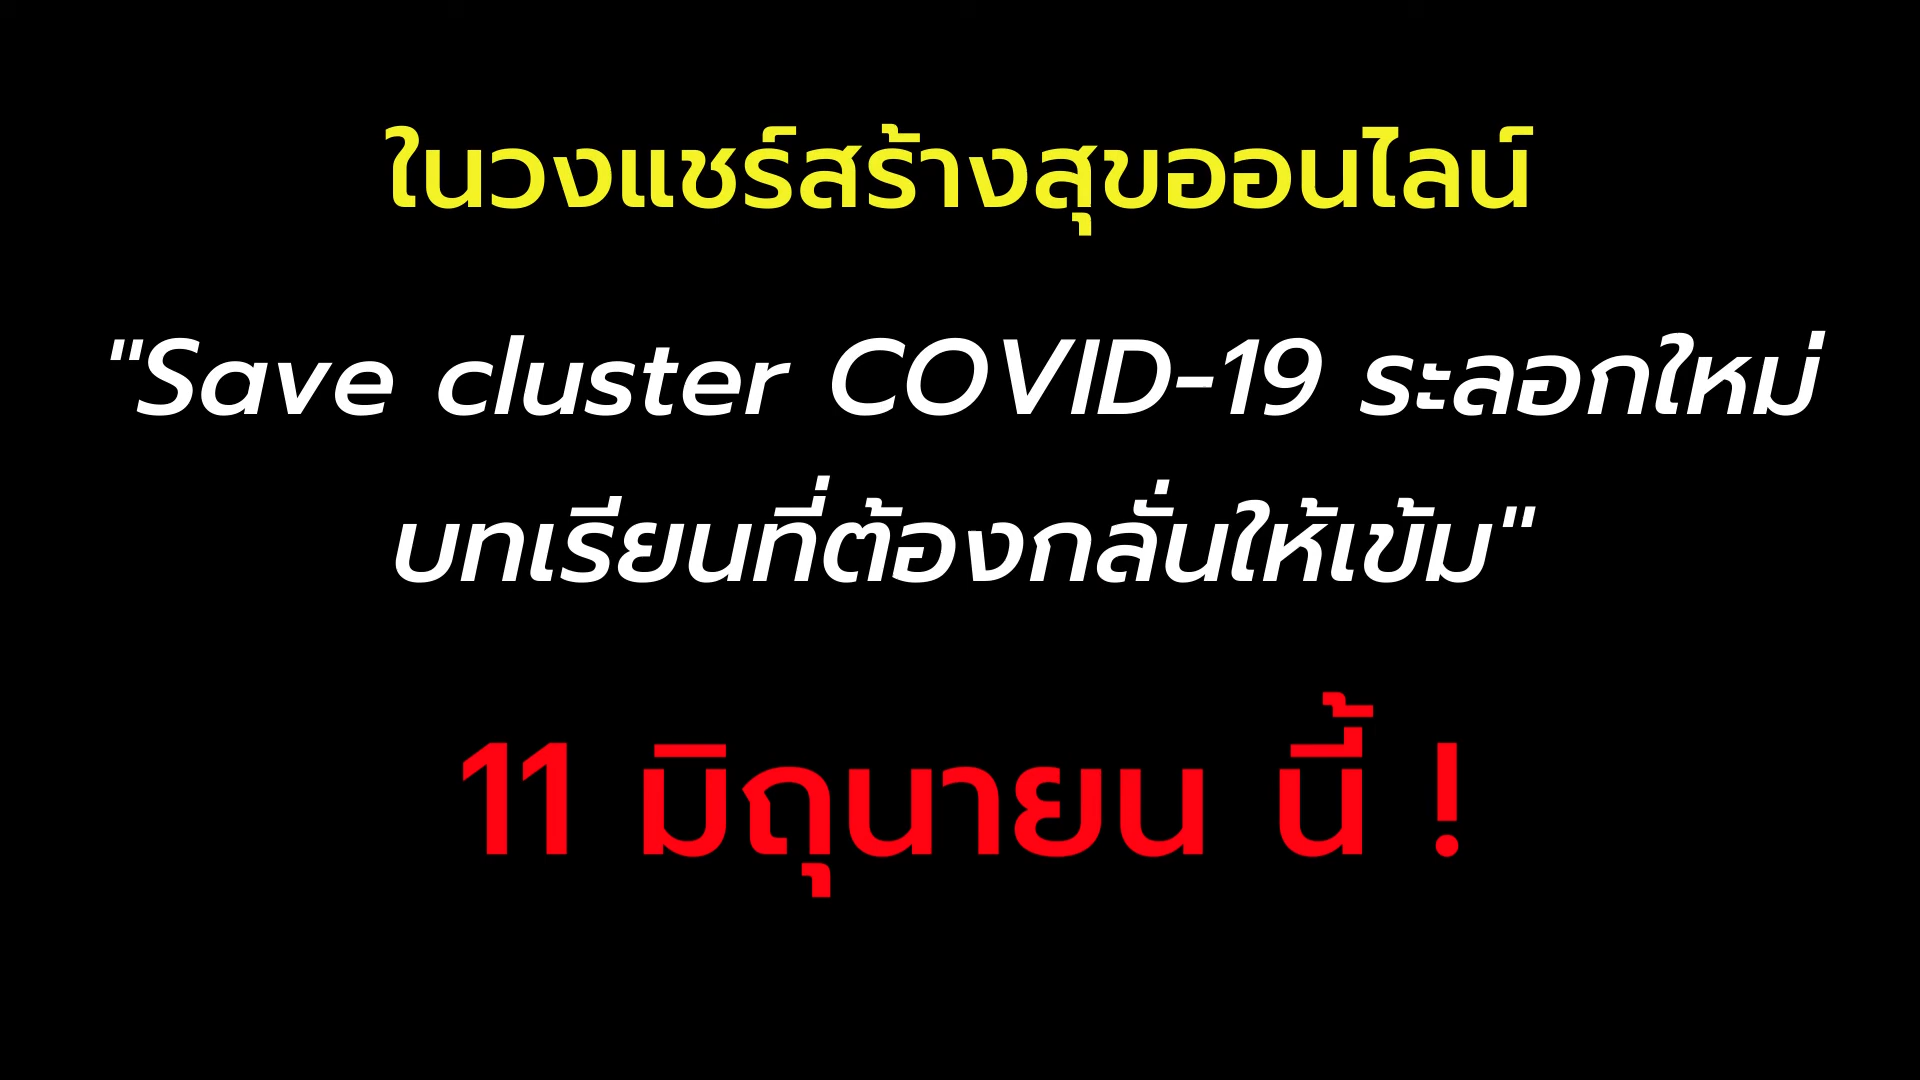 ในวงแชร์สร้างสุขออนไลน์
"Save cluster COVID-19 ระลอกใหม่
บทเรียนที่ต้องกลั่นให้เข้ม"
11 มิถุนายน นี้ !